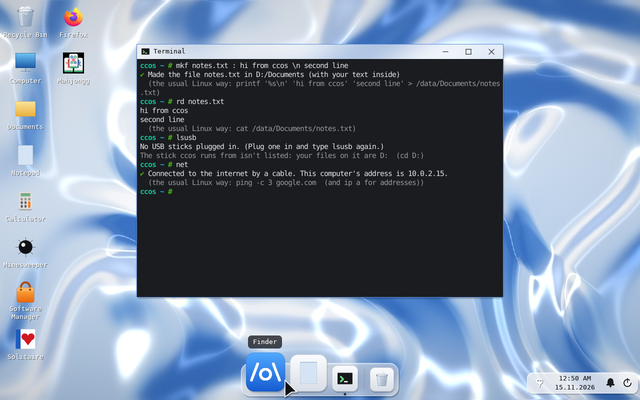 Recycle Bin
Firefox
Computer
Mahjongg
Documents
Notepad
Calculator
Minesweeper
Software
Manager
Solitaire
Terminal
ccos ~ # mkf notes.txt : hi from ccos \n second line
✔ Made the file notes.txt in D:/Documents (with your text inside)
(the usual Linux way: printf '%s\n' 'hi from ccos' 'second line' > /data/Documents/notes
.txt)
ccos ~ # rd notes.txt
hi from ccos
second line
(the usual Linux way: cat /data/Documents/notes.txt)
ccos ~ # lsusb
No USB sticks plugged in. (Plug one in and type lsusb again.)
The stick ccos runs from isn't listed: your files on it are D:  (cd D:)
ccos ~ # net
✔ Connected to the internet by a cable. This computer's address is 10.0.2.15.
(the usual Linux way: ping -c 3 google.com  (and ip a for addresses))
ccos ~ #
Finder
/o\
12:50 AM
15.11.2026